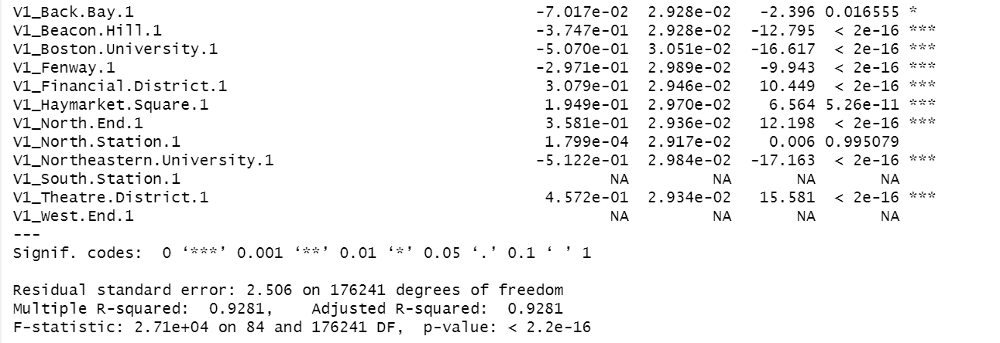 V1_Back.Bay.1 -7.017e-02 2.928e-02 -2.396 0.016555 *
V1_Beacon.Hill.1 -3.747e-01 2.928e-02 -12.795 < 2e-16 ***
V1_Boston.University.1 -5.070e-01 3.051e-02 -16.617 < 2e-16 ***
V1_Fenway.1 -2.971e-01 2.989e-02 -9.943 < 2e-16 ***
V1_Financial.District.1 3.079e-01 2.946e-02 10.449 < 2e-16 ***
V1_Haymarket.Square.1 1.949e-01 2.970e-02 6.564 5.26e-11 ***
V1_North.End.1 3.581e-01 2.936e-02 12.198 < 2e-16 ***
V1_North.Station.1 1.799e-04 2.917e-02 0.006 0.995079
V1_Northeastern.University.1 -5.122e-01 2.984e-02 -17.163 < 2e-16 ***
V1_South.Station.1 NA NA NA NA
V1_Theatre.District.1 4.572e-01 2.934e-02 15.581 < 2e-16 ***
V1_West.End.1 NA NA NA NA
---
Signif. codes: 0 ‘***’ 0.001 ‘**’ 0.01 ‘*’ 0.05 ‘.’ 0.1 ‘ ’ 1
Residual standard error: 2.506 on 176241 degrees of freedom
Multiple R-squared: 0.9281, Adjusted R-squared: 0.9281
F-statistic: 2.71e+04 on 84 and 176241 DF, p-value: < 2.2e-16